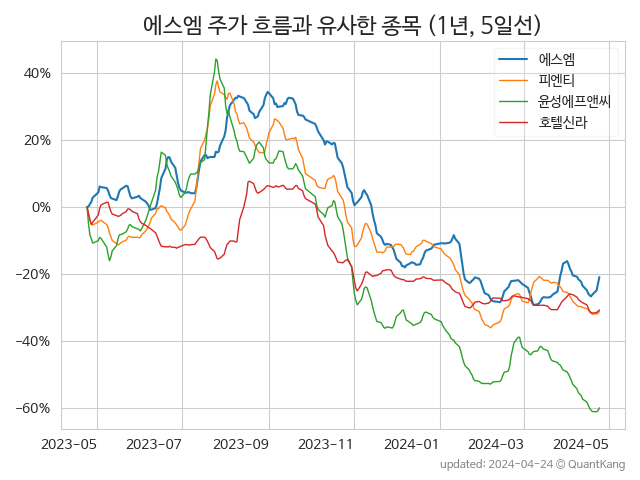 에스엠 주가 흐름과 유사한 종목 (1년, 5일선)
에스엠
피엔티
윤성에프앤씨
호텔신라
40%
20%
0%
−20%
−40%
−60%
2023-05 2023-07 2023-09 2023-11 2024-01 2024-03 2024-05
updated: 2024-04-24 @ QuantKang